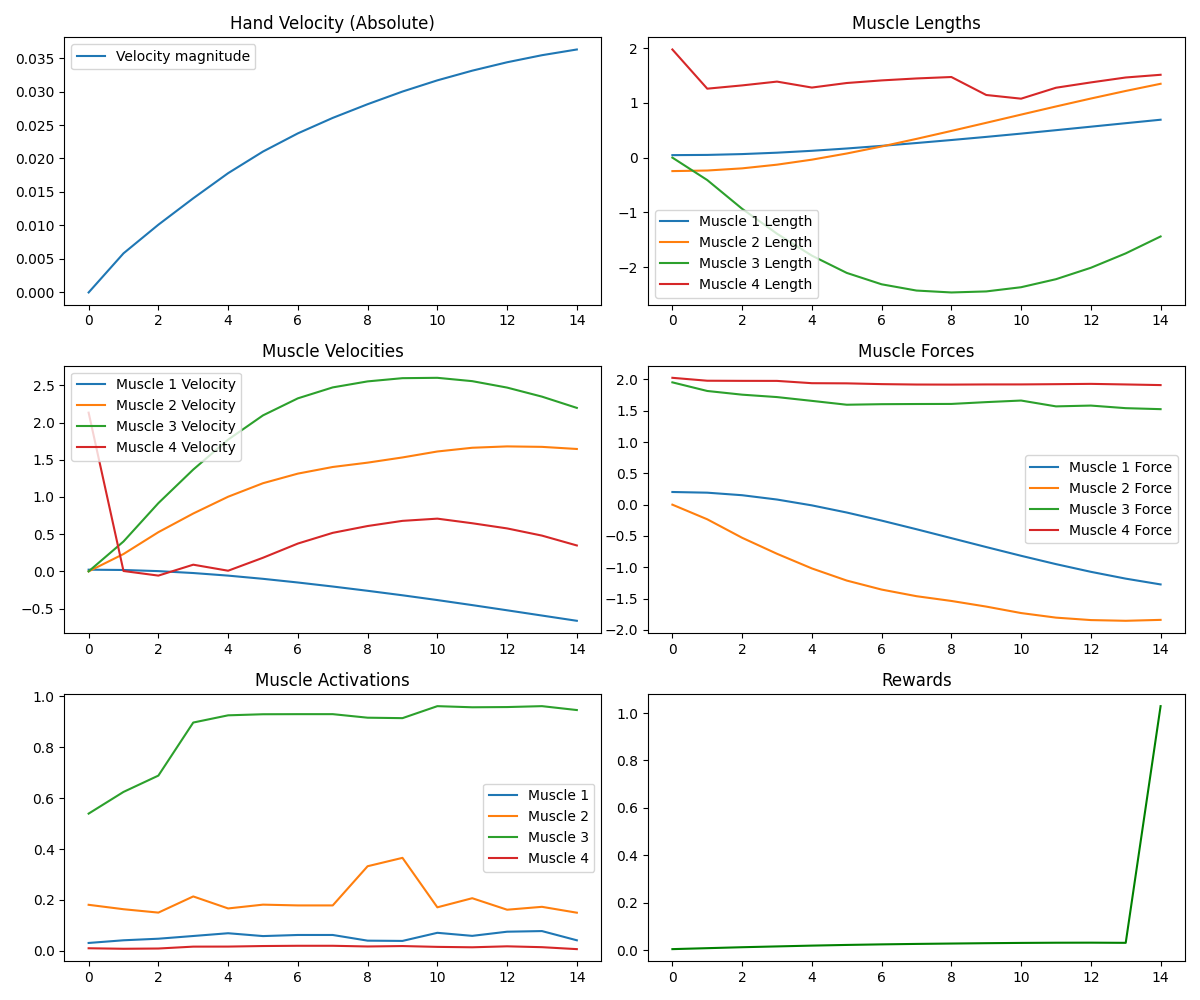 Hand Velocity (Absolute)
Velocity magnitude
0.035
0.030
0.025
0.020
0.015
0.010
0.005
0.000
0 2 4 6 8 10 12 14
Muscle Lengths
2
1
0
−1
−2
Muscle 1 Length
Muscle 2 Length
Muscle 3 Length
Muscle 4 Length
0 2 4 6 8 10 12 14
Muscle Velocities
2.5
2.0
1.5
1.0
0.5
0.0
−0.5
Muscle 1 Velocity
Muscle 2 Velocity
Muscle 3 Velocity
Muscle 4 Velocity
0 2 4 6 8 10 12 14
Muscle Forces
2.0
1.5
1.0
0.5
0.0
−0.5
−1.0
−1.5
−2.0
Muscle 1 Force
Muscle 2 Force
Muscle 3 Force
Muscle 4 Force
0 2 4 6 8 10 12 14
Muscle Activations
1.0
0.8
0.6
0.4
0.2
0.0
Muscle 1
Muscle 2
Muscle 3
Muscle 4
0 2 4 6 8 10 12 14
Rewards
1.0
0.8
0.6
0.4
0.2
0.0
0 2 4 6 8 10 12 14